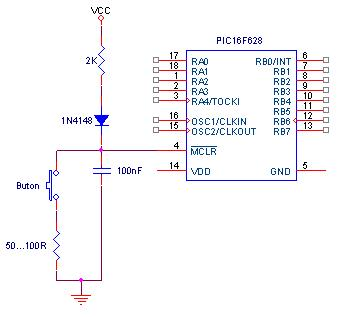 VCC
PIC16F628
2K
17 RA0 RB0/INT 6
18 RA1 RB1 7
1 RA2 RB2 8
2 RA3 RB3 9
3 RA4/TOCKI RB4 10
RB5 11
16 OSC1/CLKIN RB6 12
15 OSC2/CLKOUT RB7 13
1N4148
4 MCLR
100nF
14 VDD GND 5
Buton
50...100R